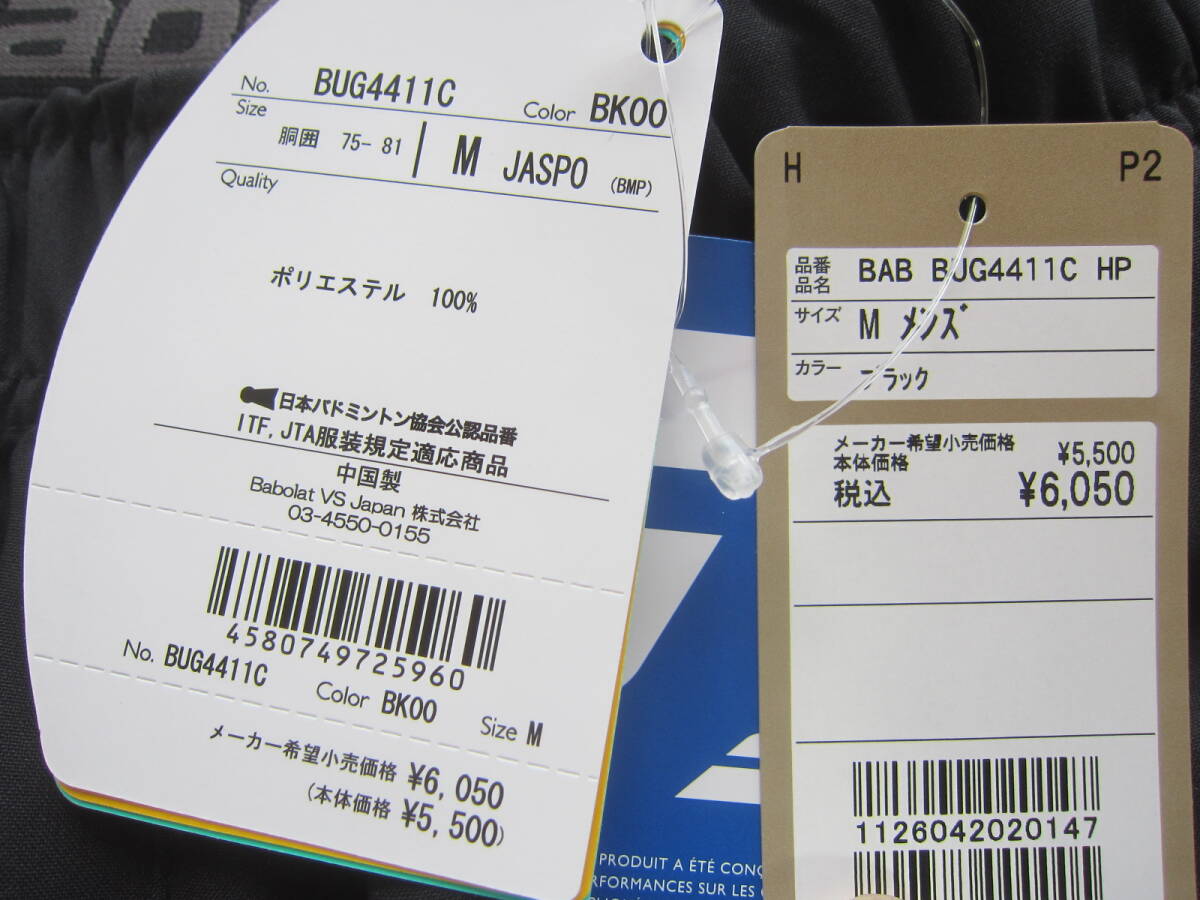 No. BUG4411C Color BK00
Size 胴囲 75-81 M JASPO (BMP)
Quality
ポリエステル 100%
日本バドミントン協会公認品番
ITF,JTA服装規定適応商品
中国製
Babolat VS Japan 株式会社
03-4550-0155
4580749725960
No. BUG4411C Color BK00 Size M
メーカー希望小売価格 ¥6,050
(本体価格 ¥5,500)
H P2
品番 BAB BUG4411C HP
品名
サイズ M メンズ
カラー ブラック
メーカー希望小売価格
本体価格 ¥5,500
税込 ¥6,050
1126042020147
PRODUIT A ÉTÉ
SUR LES